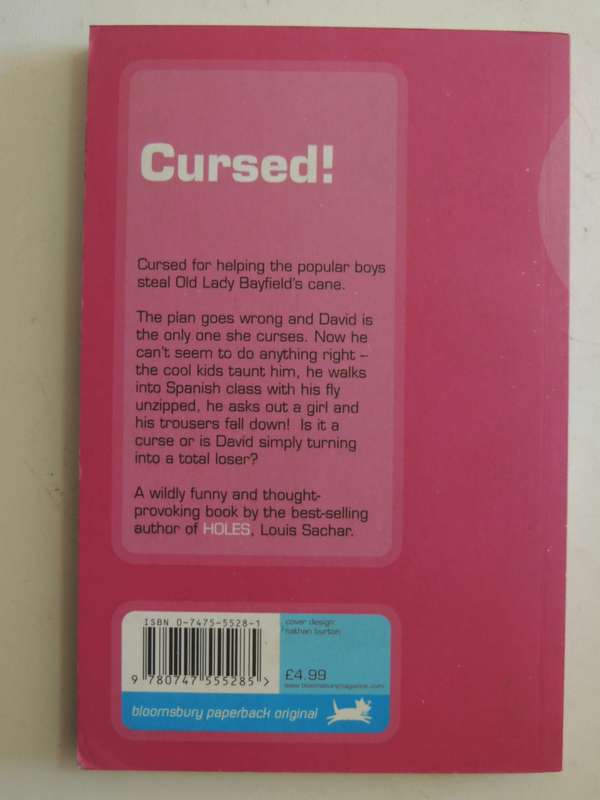 Cursed!
Cursed for helping the popular boys
steal Old Lady Bayfield's cane.
The plan goes wrong and David is
the only one she curses. Now he
can't seem to do anything right –
the cool kids taunt him, he walks
into Spanish class with his fly
unzipped, he asks out a girl and
his trousers fall down! Is it a
curse or is David simply turning
into a total loser?
A wildly funny and thought-
provoking book by the best-selling
author of HOLES, Louis Sachar.
ISBN 0-7475-5528-1
9 780747 555285 >
cover design:
nathan burton
£4.99
www.bloomsburymagazine.com
bloomsbury paperback original